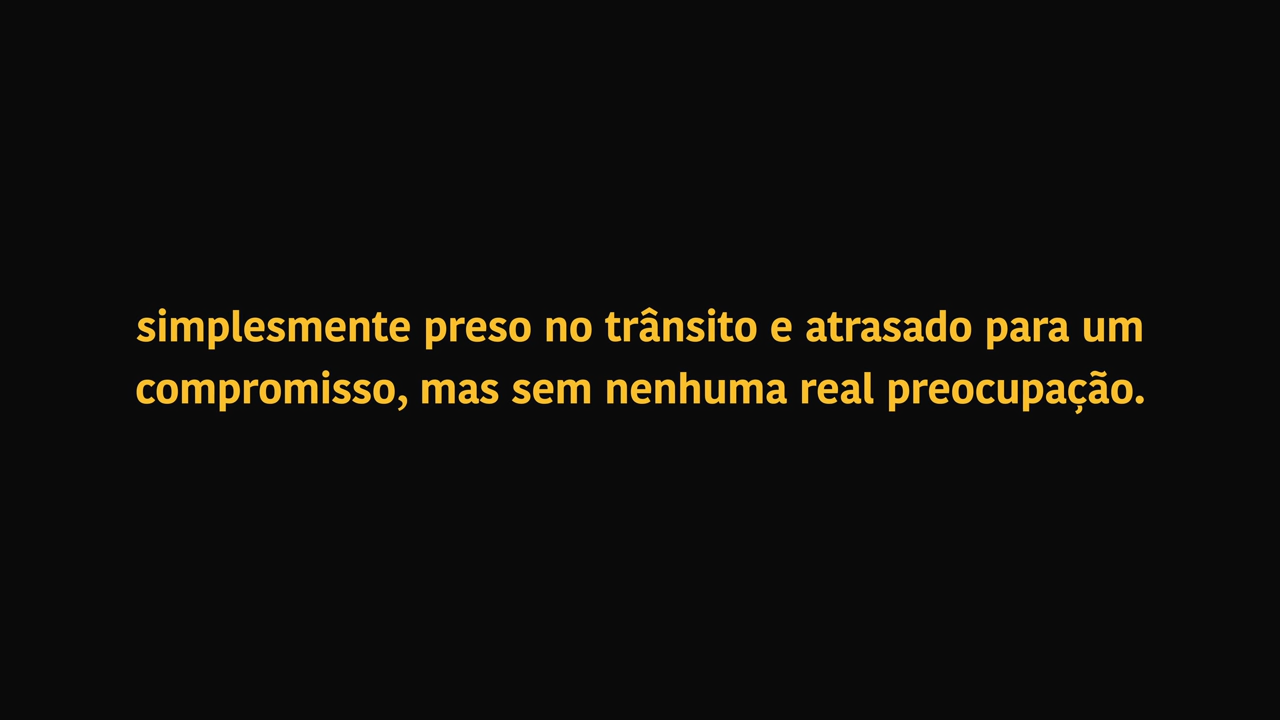 simplesmente preso no trânsito e atrasado para um
compromisso, mas sem nenhuma real preocupação.